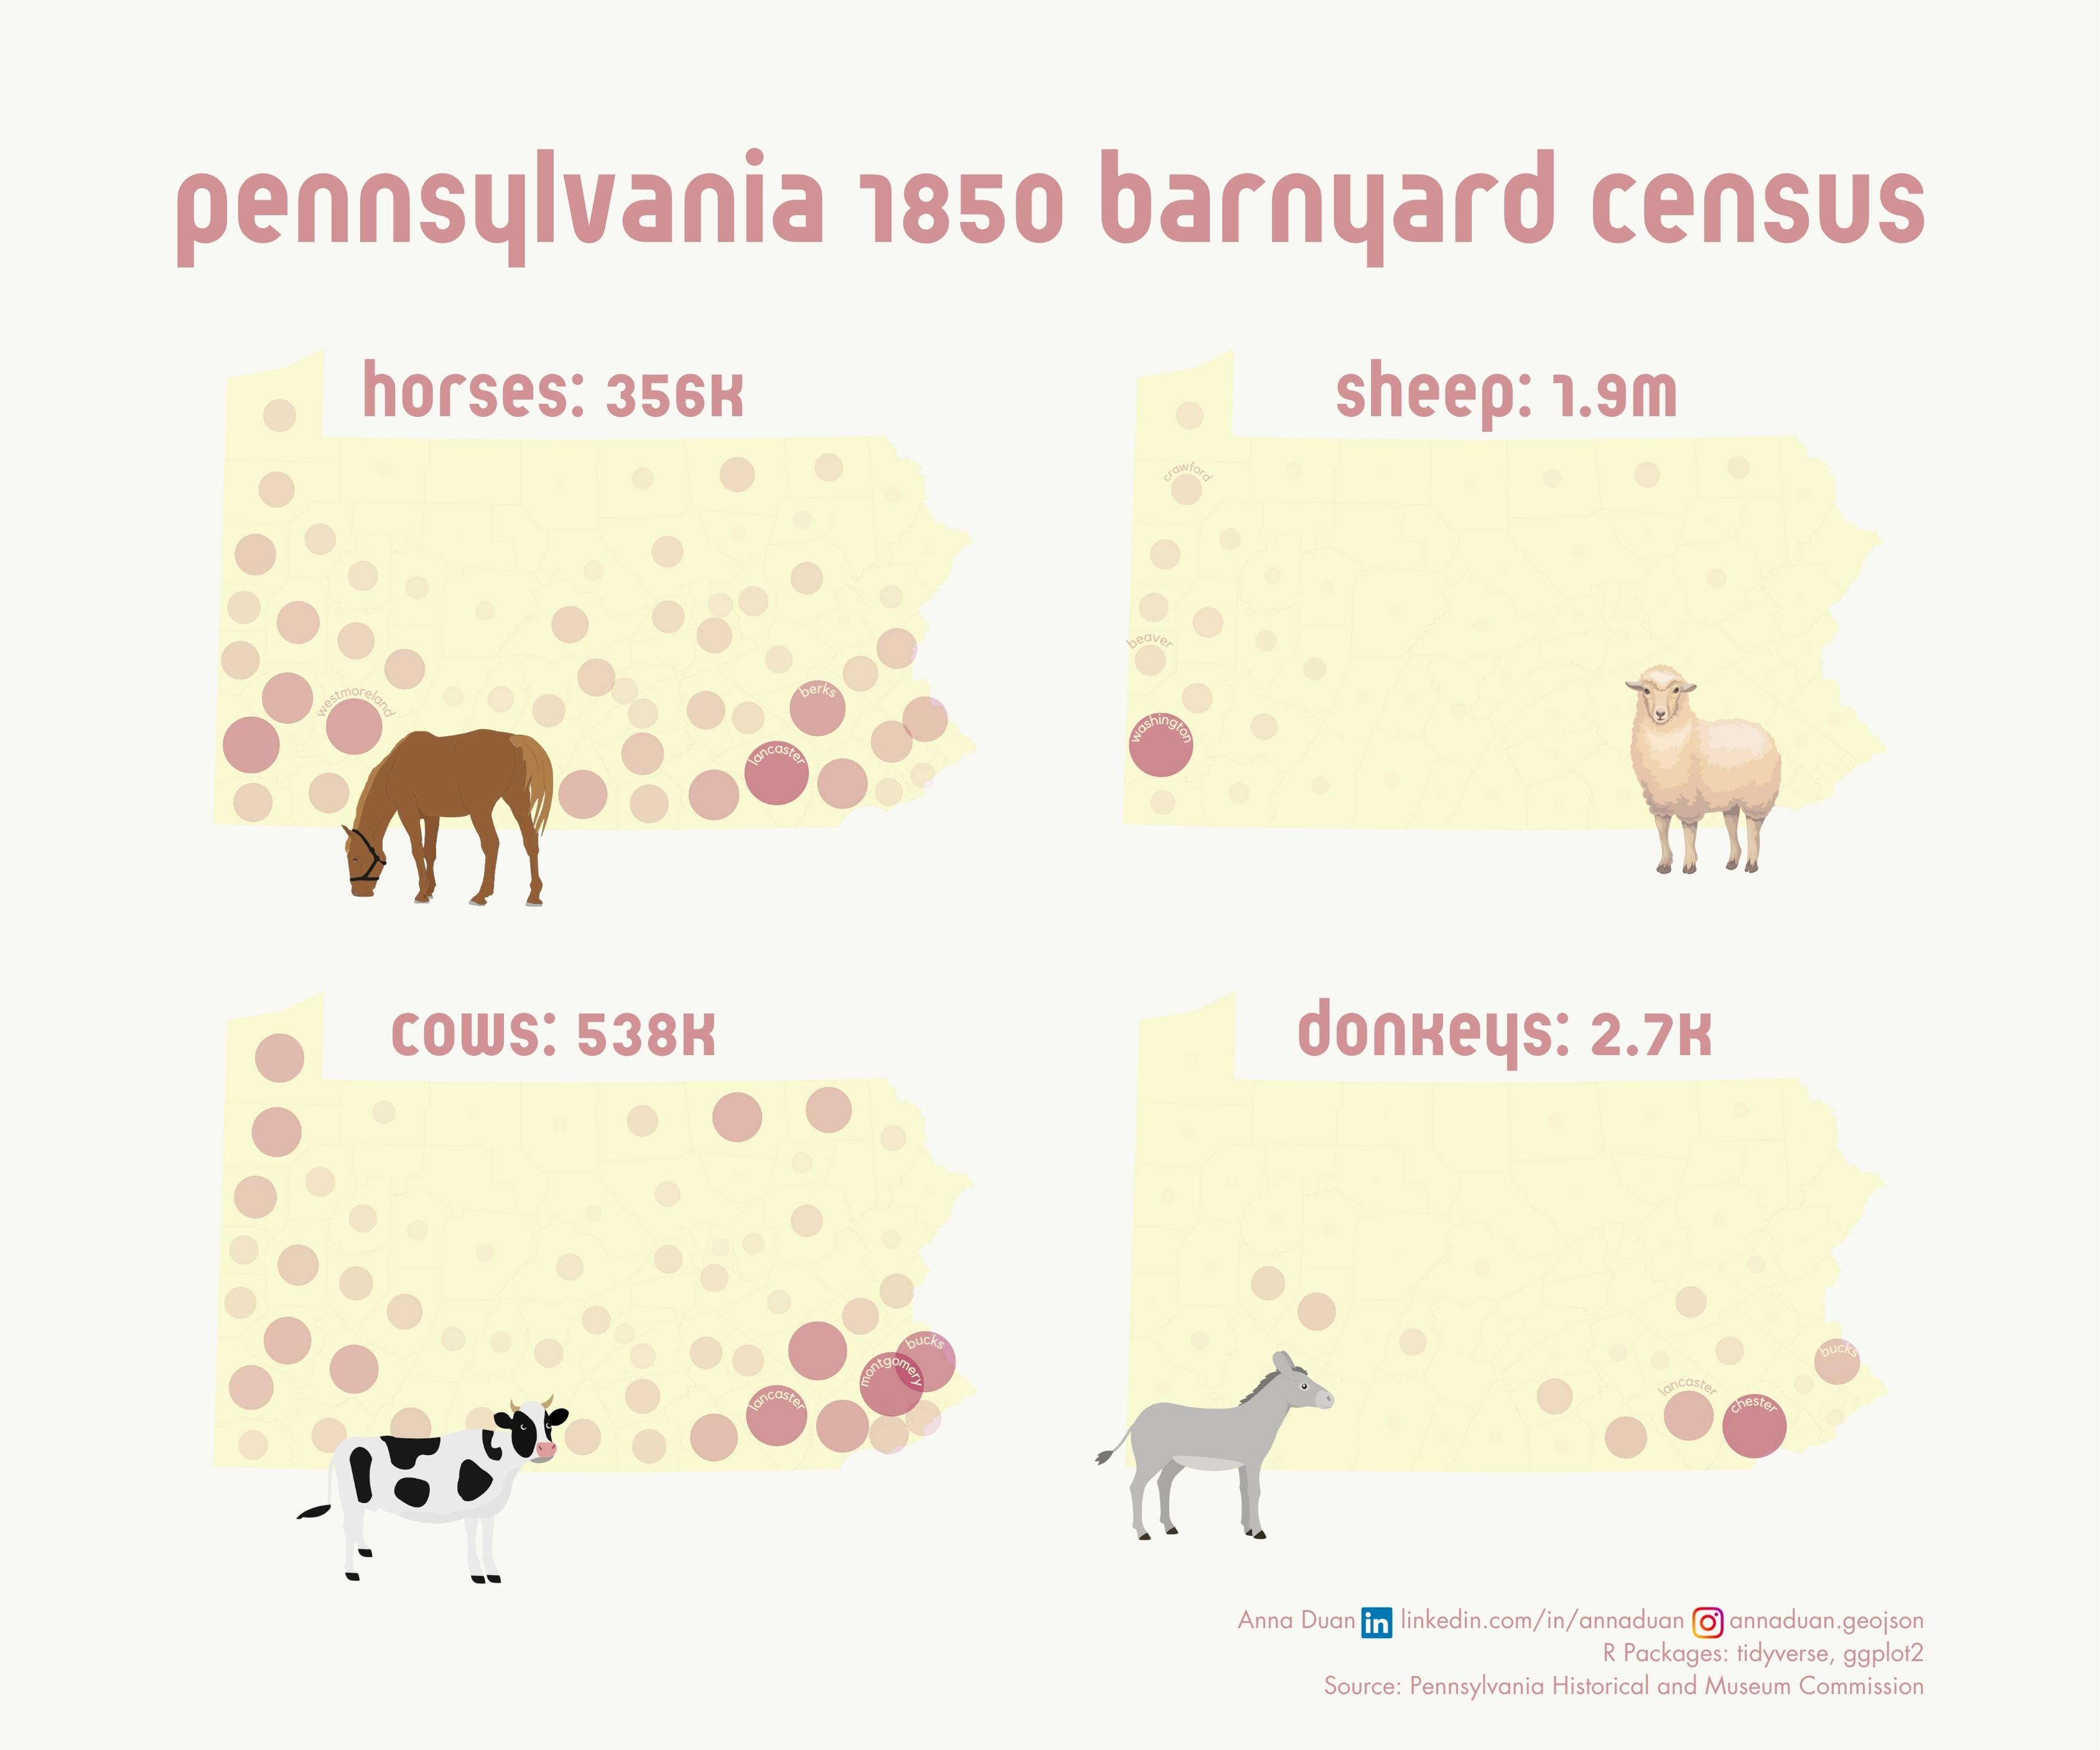 pennsylvania 1850 barnyard census
horses: 356K
westmoreland
berks
lancaster
sheep: 1.9M
crawford
beaver
washington
cows: 538K
bucks
montgomery
lancaster
donkeys: 2.7K
bucks
lancaster
chester
Anna Duan in linkedin.com/in/annaduan annaduan.geojson
R Packages: tidyverse, ggplot2
Source: Pennsylvania Historical and Museum Commission